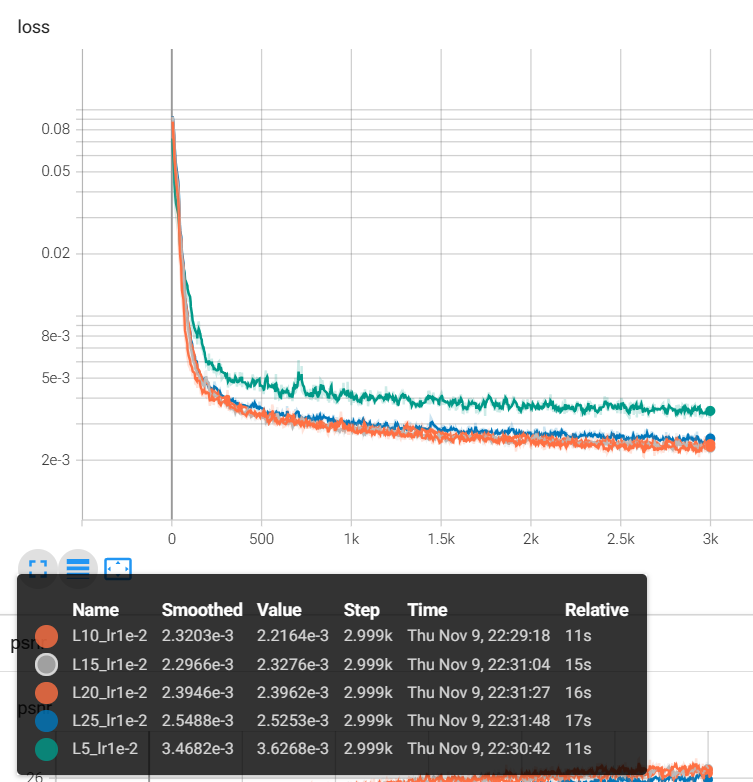 loss
0.08
0.05
0.02
8e-3
5e-3
2e-3
0 500 1k 1.5k 2k 2.5k 3k
Name Smoothed Value Step Time Relative
L10_lr1e-2 2.3203e-3 2.2164e-3 2.999k Thu Nov 9, 22:29:18 11s
L15_lr1e-2 2.2966e-3 2.3276e-3 2.999k Thu Nov 9, 22:31:04 15s
L20_lr1e-2 2.3946e-3 2.3962e-3 2.999k Thu Nov 9, 22:31:27 16s
L25_lr1e-2 2.5488e-3 2.5253e-3 2.999k Thu Nov 9, 22:31:48 17s
L5_lr1e-2 3.4682e-3 3.6268e-3 2.999k Thu Nov 9, 22:30:42 11s
psnr
psnr
26